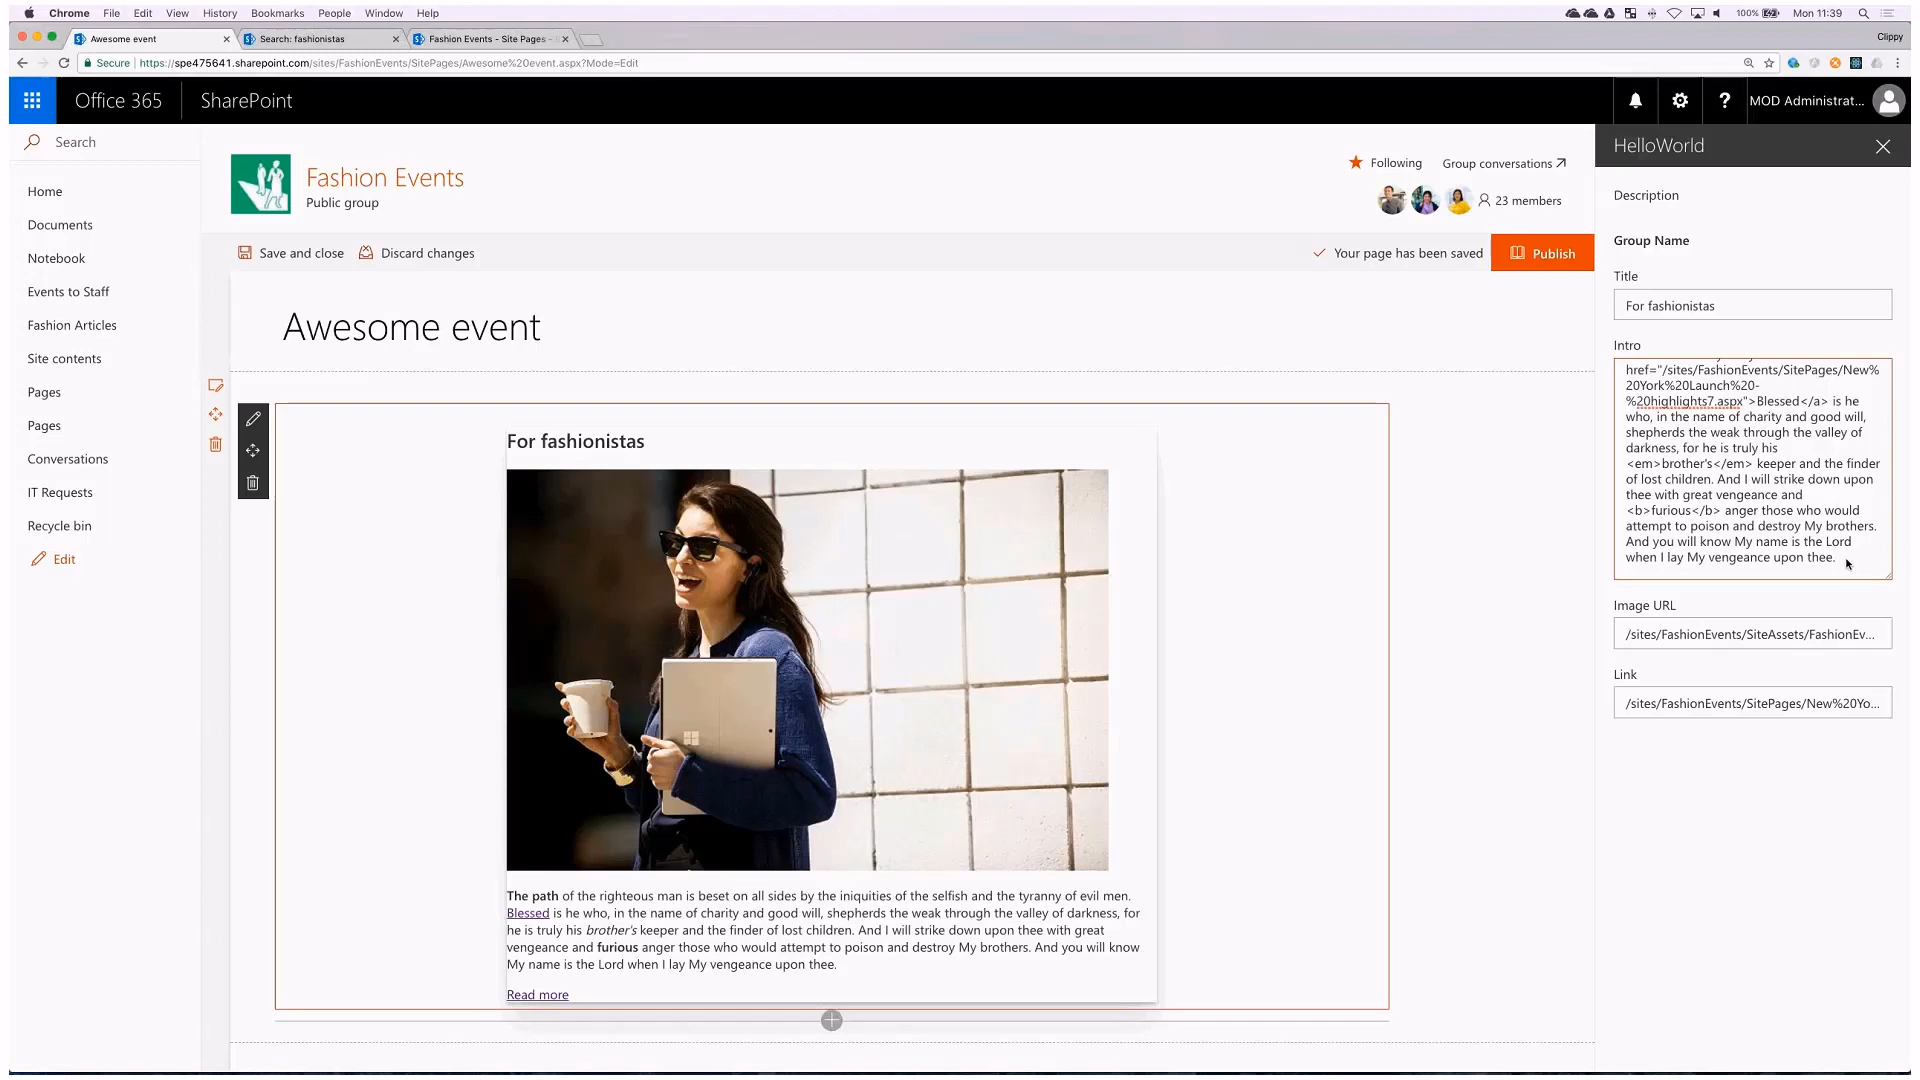 Chrome File Edit View History Bookmarks People Window Help
100% Mon 11:39
Awesome event
Search: fashionistas
Fashion Events - Site Pages -
Clippy
Secure https://spe475641.sharepoint.com/sites/FashionEvents/SitePages/Awesome%20event.aspx?Mode=Edit
Office 365 SharePoint
? MOD Administrat...
Search
Home
Documents
Notebook
Events to Staff
Fashion Articles
Site contents
Pages
Pages
Conversations
IT Requests
Recycle bin
Edit
Fashion Events
Public group
Following Group conversations
23 members
Save and close Discard changes
Your page has been saved Publish
Awesome event
For fashionistas
The path of the righteous man is beset on all sides by the iniquities of the selfish and the tyranny of evil men.
Blessed is he who, in the name of charity and good will, shepherds the weak through the valley of darkness, for
he is truly his brother's keeper and the finder of lost children. And I will strike down upon thee with great
vengeance and furious anger those who would attempt to poison and destroy My brothers. And you will know
My name is the Lord when I lay My vengeance upon thee.
Read more
HelloWorld
Description
Group Name
Title
For fashionistas
Intro
href="/sites/FashionEvents/SitePages/New%
20York%20Launch%20-
%20highlights7.aspx">Blessed</a> is he
who, in the name of charity and good will,
shepherds the weak through the valley of
darkness, for he is truly his
<em>brother's</em> keeper and the finder
of lost children. And I will strike down upon
thee with great vengeance and
<b>furious</b> anger those who would
attempt to poison and destroy My brothers.
And you will know My name is the Lord
when I lay My vengeance upon thee.
Image URL
/sites/FashionEvents/SiteAssets/FashionEv...
Link
/sites/FashionEvents/SitePages/New%20Yo...